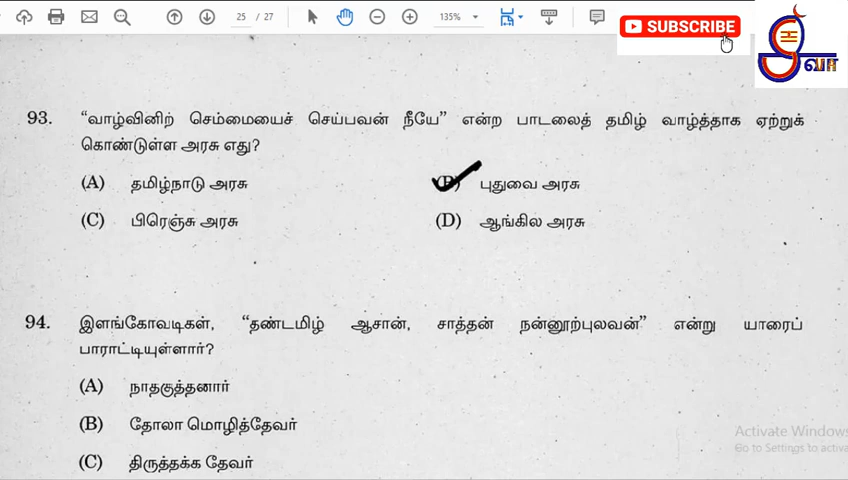 25 / 27
135%
SUBSCRIBE
வா
93. “வாழ்வினிற் செம்மையைச் செய்பவன் நீயே” என்ற பாடலைத் தமிழ் வாழ்த்தாக ஏற்றுக்
கொண்டுள்ள அரசு எது?
(A) தமிழ்நாடு அரசு (B) புதுவை அரசு
(C) பிரெஞ்சு அரசு (D) ஆங்கில அரசு
94. இளங்கோவடிகள், “தண்டமிழ் ஆசான், சாத்தன் நன்னூற்புலவன்” என்று யாரைப்
பாராட்டியுள்ளார்?
(A) நாதகுத்தனார்
(B) தோலா மொழித்தேவர்
(C) திருத்தக்க தேவர்
Activate Windows
Go to Settings to activa